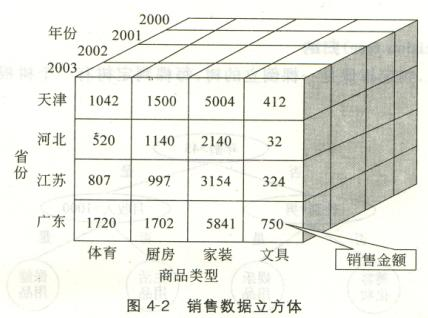 年份
2000
2001
2002
2003
天津 1042 1500 5004 412
河北 520 1140 2140 32
江苏 807 997 3154 324
广东 1720 1702 5841 750
省份
体育 厨房 家装 文具
商品类型
销售金额
图 4-2 销售数据立方体